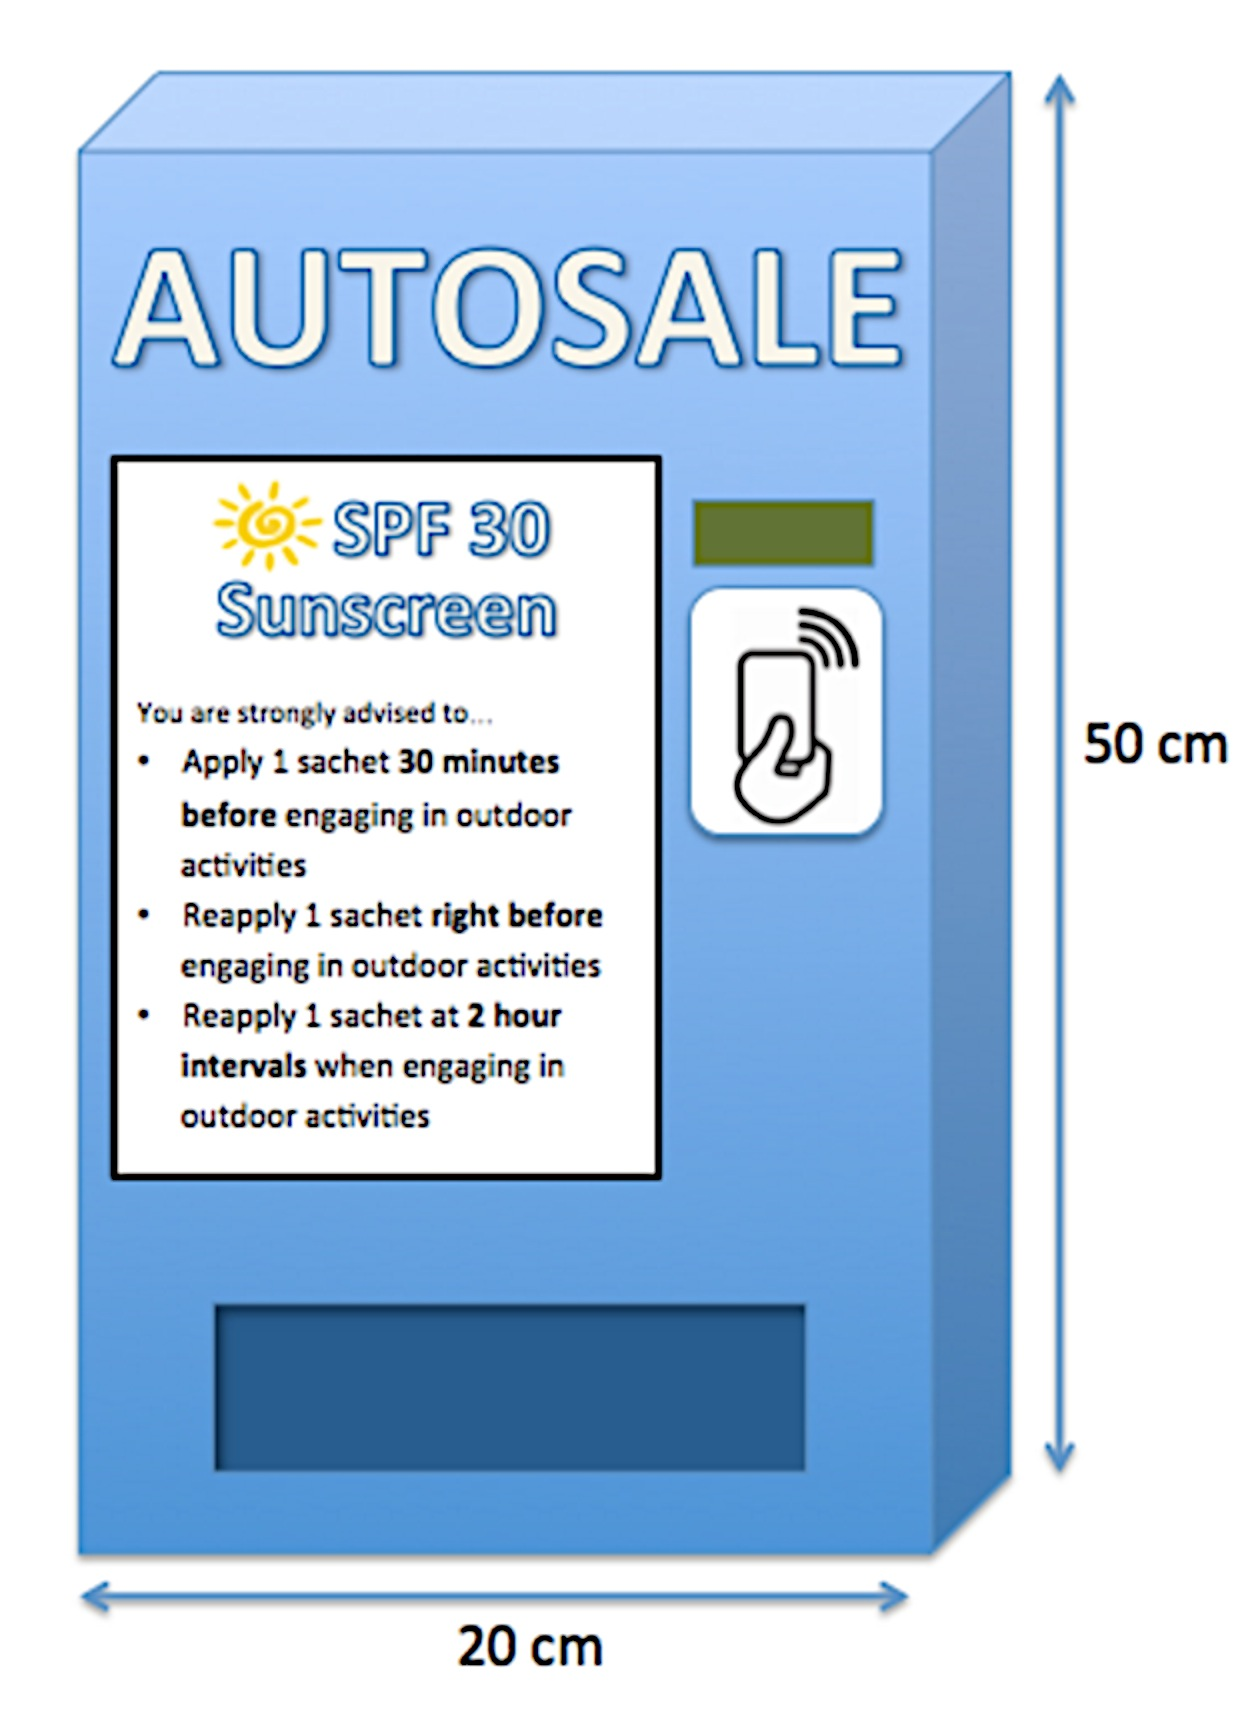 AUTOSALE
SPF 30
Sunscreen
You are strongly advised to...
• Apply 1 sachet 30 minutes
before engaging in outdoor
activities
• Reapply 1 sachet right before
engaging in outdoor activities
• Reapply 1 sachet at 2 hour
intervals when engaging in
outdoor activities
50 cm
20 cm